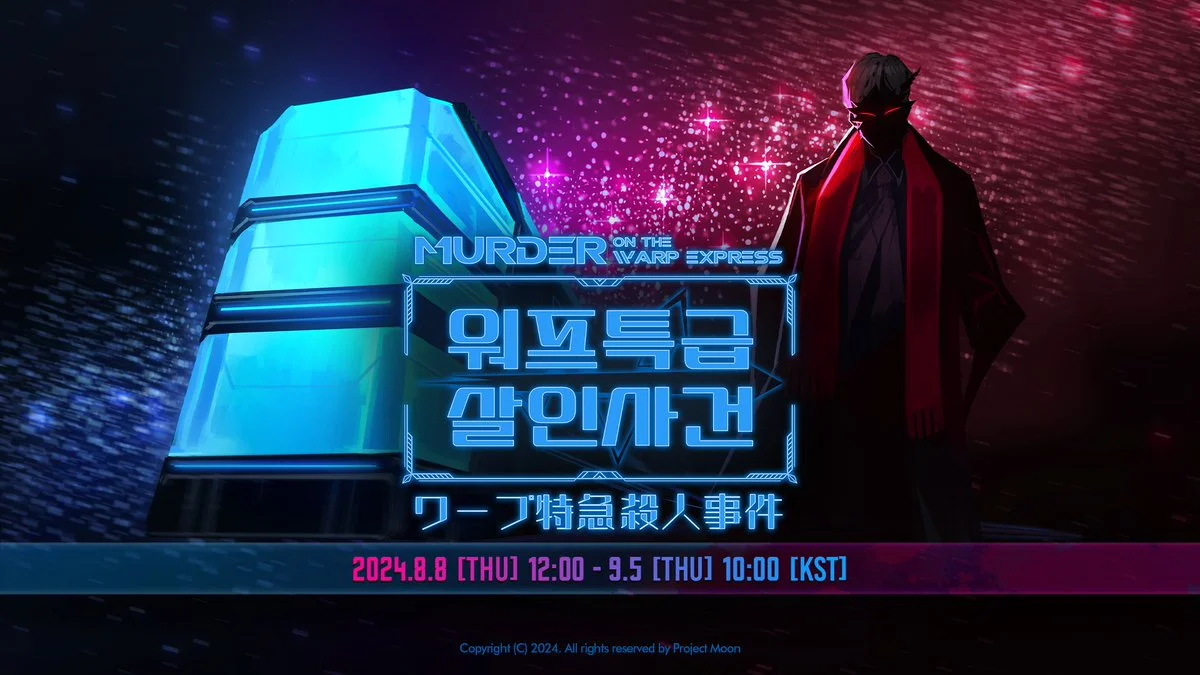 MURDER ON THE WARP EXPRESS
워프특급
살인사건
ワープ特急殺人事件
2024.8.8 [THU] 12:00 - 9.5 [THU] 10:00 [KST]
Copyright (C) 2024. All rights reserved by Project Moon